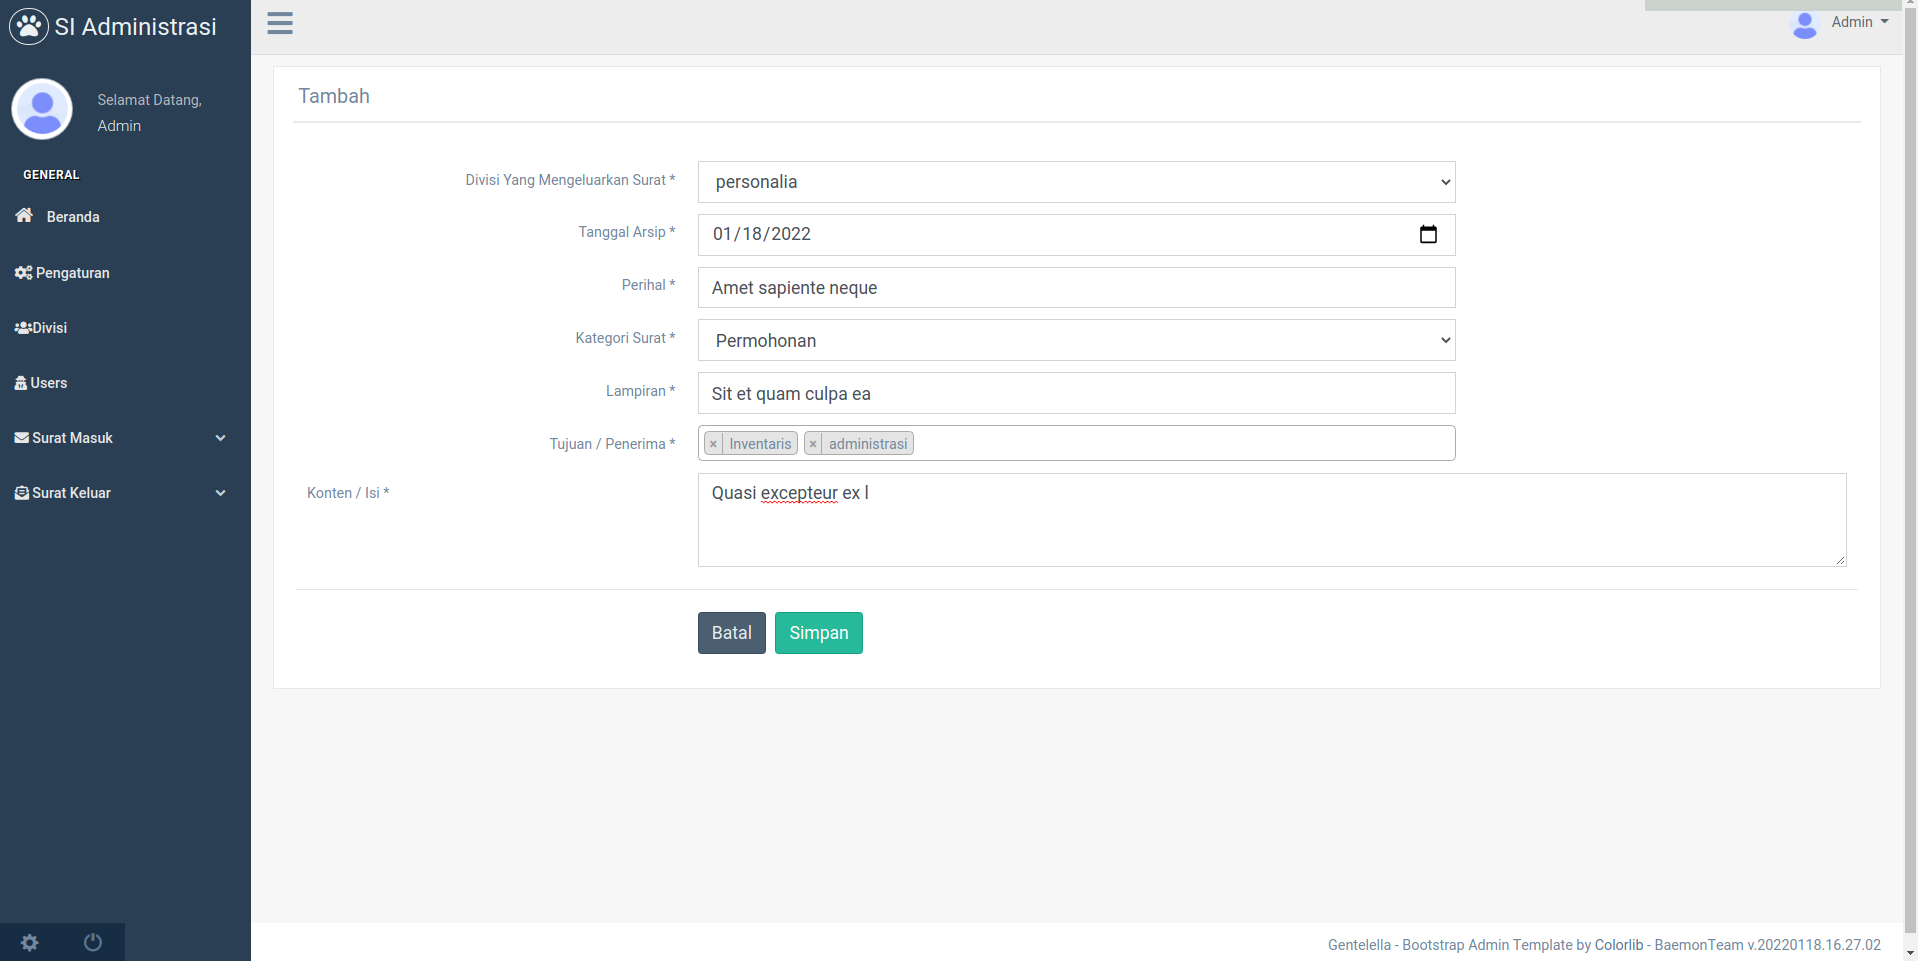 SI Administrasi
Admin
Selamat Datang,
Admin
GENERAL
Beranda
Pengaturan
Divisi
Users
Surat Masuk
Surat Keluar
Tambah
Divisi Yang Mengeluarkan Surat *
personalia
Tanggal Arsip *
01/18/2022
Perihal *
Amet sapiente neque
Kategori Surat *
Permohonan
Lampiran *
Sit et quam culpa ea
Tujuan / Penerima *
× Inventaris × administrasi
Konten / Isi *
Quasi excepteur ex l
Batal Simpan
Gentelella - Bootstrap Admin Template by Colorlib - BaemonTeam v.20220118.16.27.02